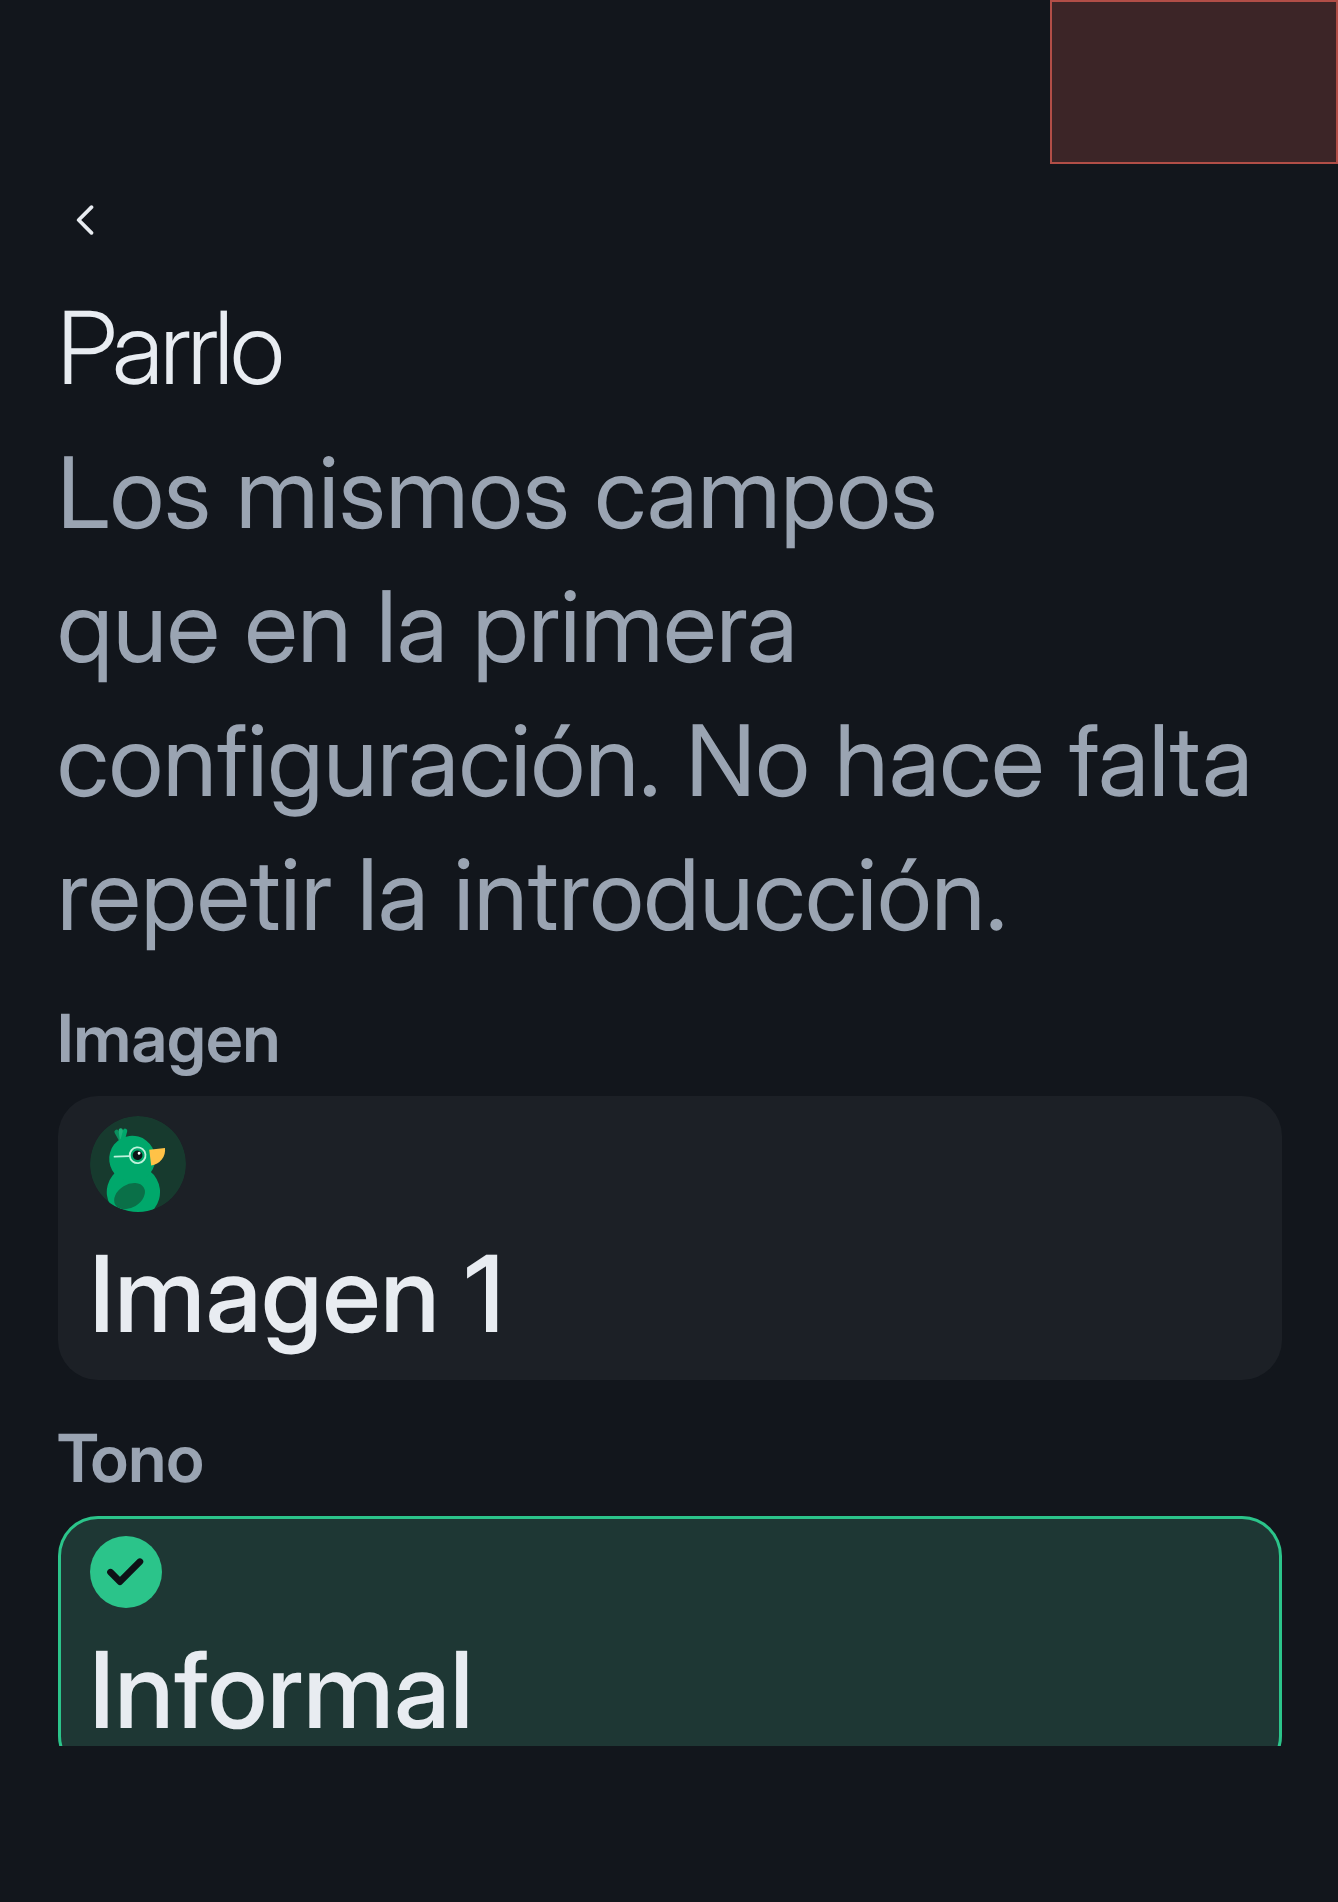 Parrlo
Los mismos campos
que en la primera
configuración. No hace falta
repetir la introducción.
Imagen
Imagen 1
Tono
Informal